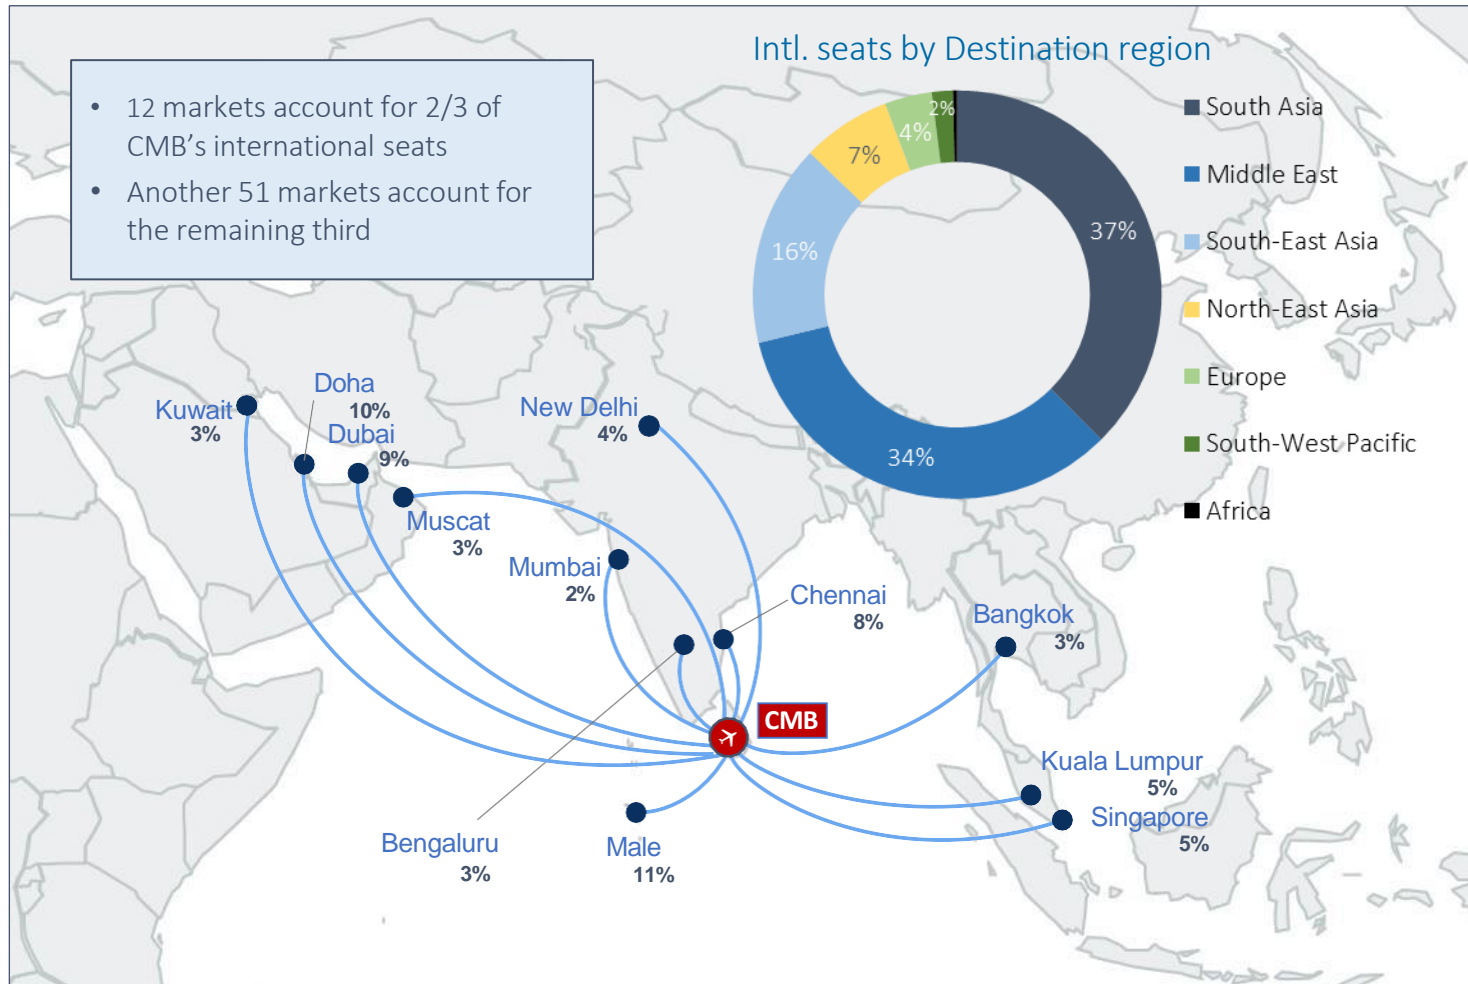 Intl. seats by Destination region
• 12 markets account for 2/3 of
CMB's international seats
• Another 51 markets account for
the remaining third
2%
4%
7%
16%
37%
34%
South Asia
Middle East
South-East Asia
North-East Asia
Europe
South-West Pacific
Africa
Kuwait
3%
Doha
10%
Dubai
9%
Muscat
3%
New Delhi
4%
Mumbai
2%
Chennai
8%
Bangkok
3%
CMB
Kuala Lumpur
5%
Singapore
5%
Bengaluru
3%
Male
11%